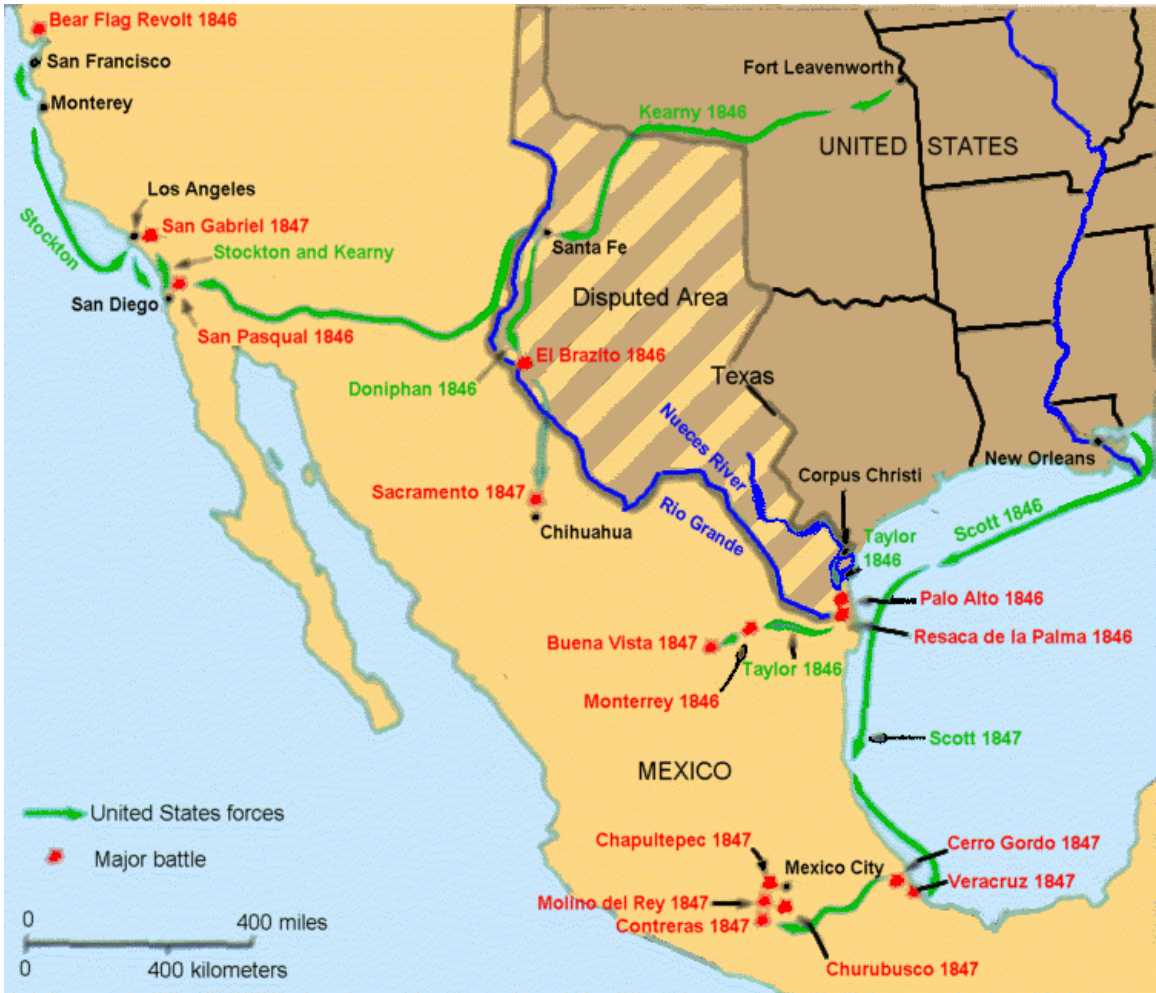 Bear Flag Revolt 1846
San Francisco
Fort Leavenworth
Monterey
Kearny 1846
UNITED STATES
Los Angeles
San Gabriel 1847
Stockton
Stockton and Kearny
Santa Fe
San Diego
Disputed Area
San Pasqual 1846
El Brazito 1846
Doniphan 1846
Texas
Nueces River
New Orleans
Corpus Christi
Sacramento 1847
Rio Grande
Chihuahua
Scott 1846
Taylor
1846
Palo Alto 1846
Resaca de la Palma 1846
Buena Vista 1847
Taylor 1846
Monterrey 1846
Scott 1847
MEXICO
United States forces
Major battle
Chapultepec 1847
Mexico City
Cerro Gordo 1847
Veracruz 1847
Molino del Rey 1847
Contreras 1847
Churubusco 1847
0 400 miles
0 400 kilometers